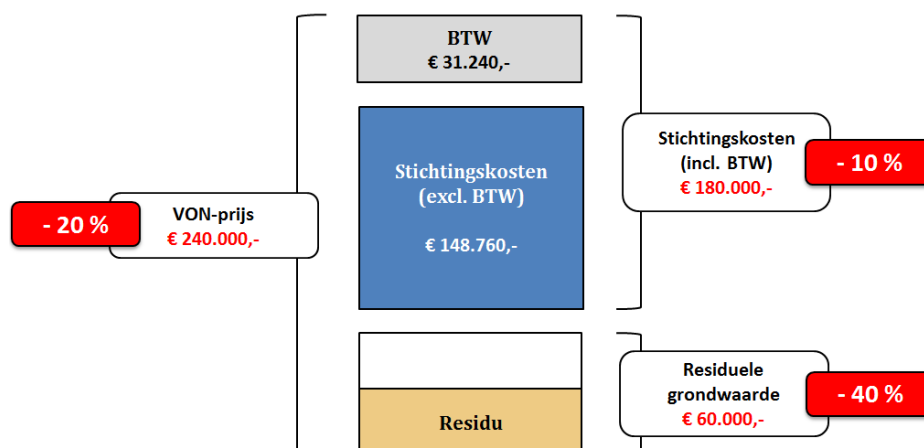 BTW
€ 31.240,-
Stichtingskosten
(excl. BTW)
€ 148.760,-
Stichtingskosten
(incl. BTW)
€ 180.000,-
- 10 %
- 20 %
VON-prijs
€ 240.000,-
Residuele
grondwaarde
€ 60.000,-
- 40 %
Residu